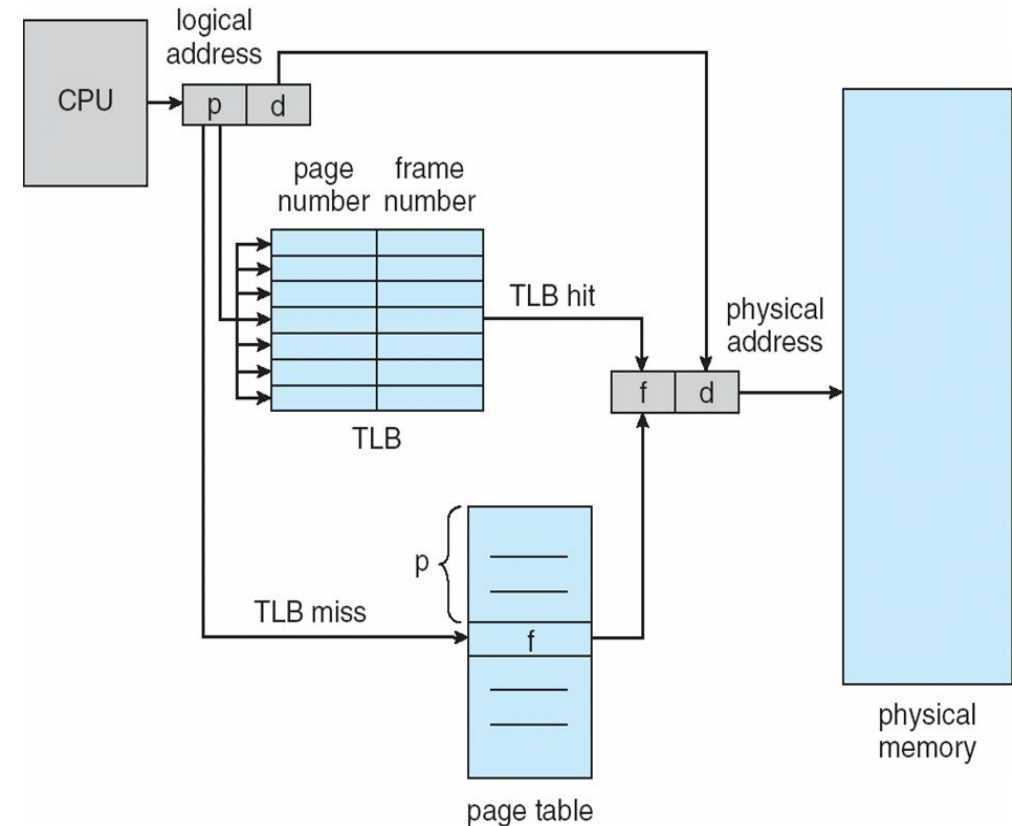 logical
address
CPU
p
d
page
number
frame
number
TLB hit
TLB
physical
address
f
d
p
TLB miss
f
page table
physical
memory